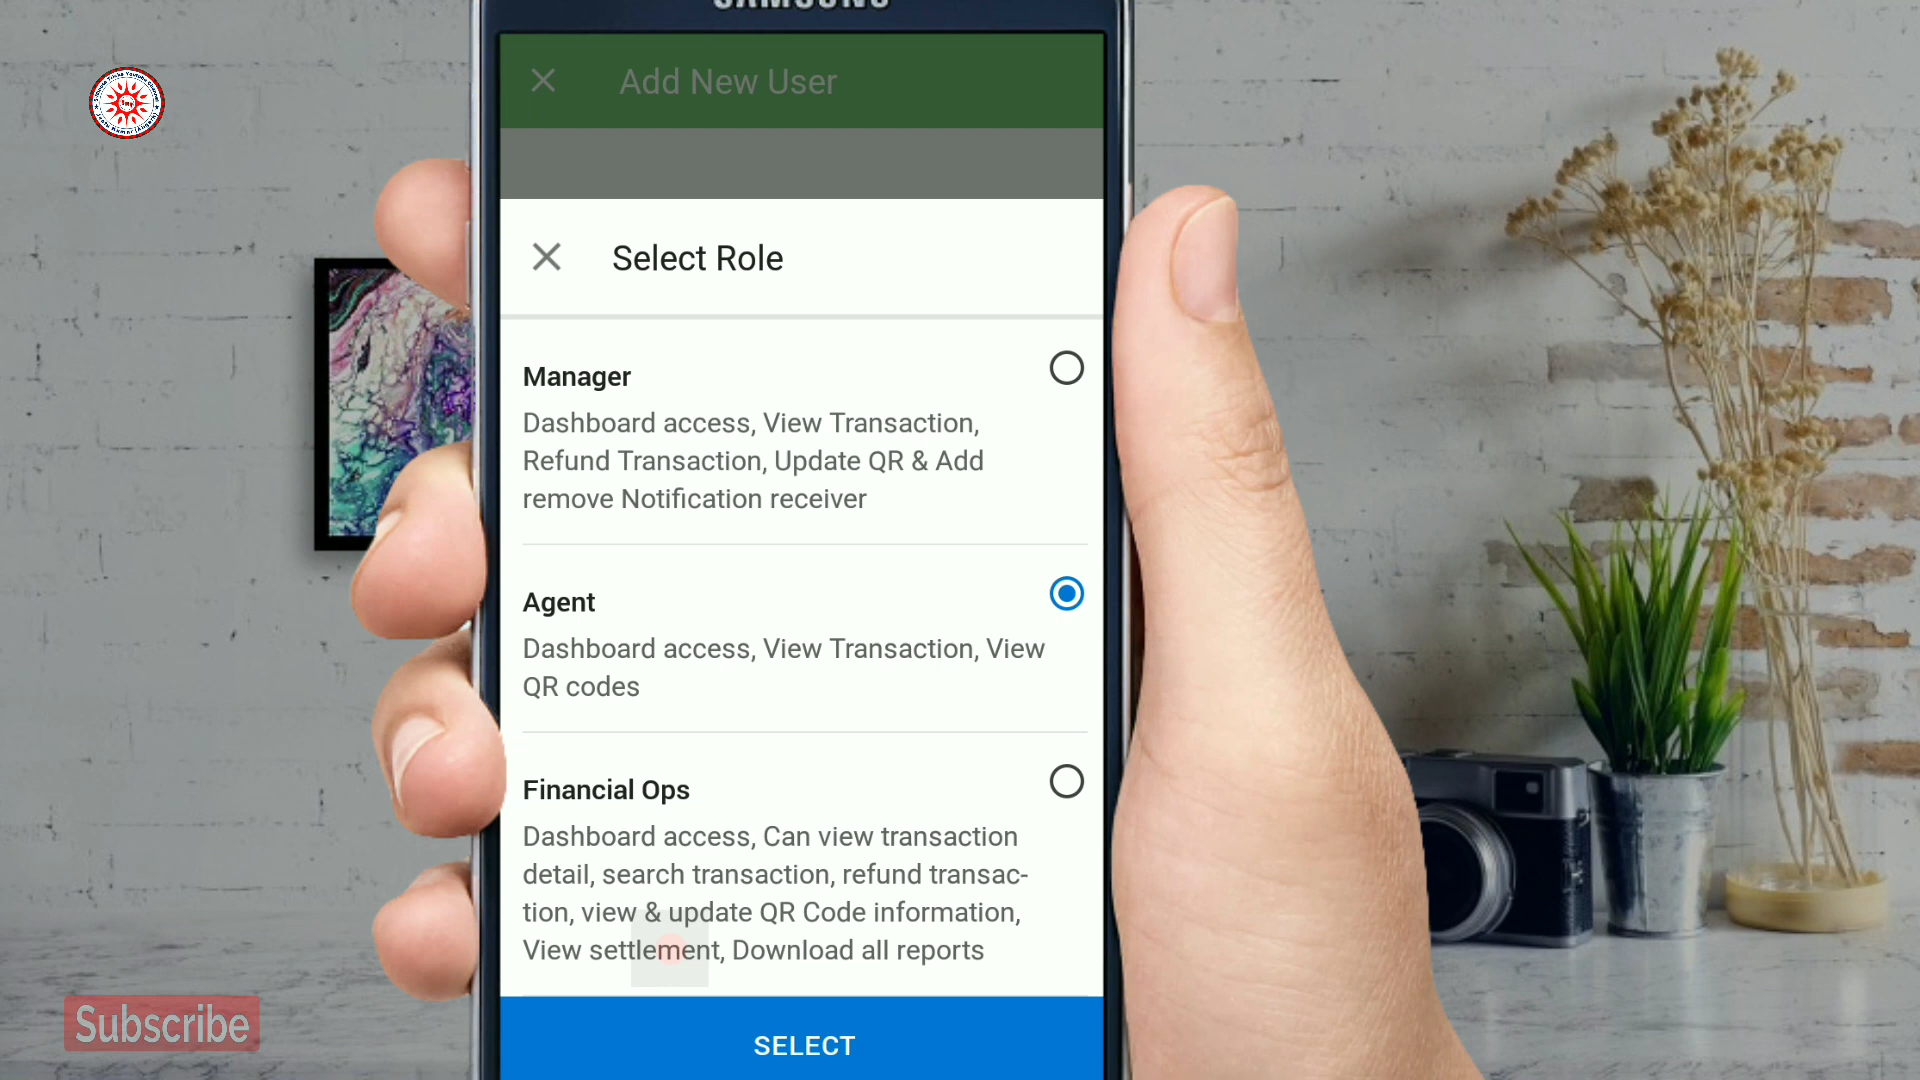 SAMSUNG
Add New User
Select Role
Manager
Dashboard access, View Transaction,
Refund Transaction, Update QR & Add
remove Notification receiver
Agent
Dashboard access, View Transaction, View
QR codes
Financial Ops
Dashboard access, Can view transaction
detail, search transaction, refund transac-
tion, view & update QR Code information,
View settlement, Download all reports
SELECT
Subscribe